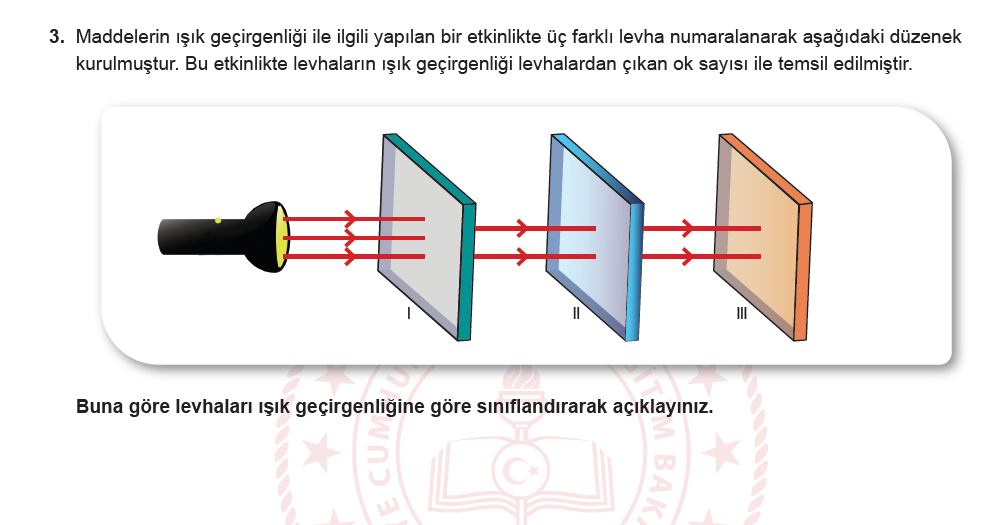 3. Maddelerin ışık geçirgenliği ile ilgili yapılan bir etkinlikte üç farklı levha numaralanarak aşağıdaki düzenek
kurulmuştur. Bu etkinlikte levhaların ışık geçirgenliği levhalardan çıkan ok sayısı ile temsil edilmiştir.
I II III
Buna göre levhaları ışık geçirgenliğine göre sınıflandırarak açıklayınız.